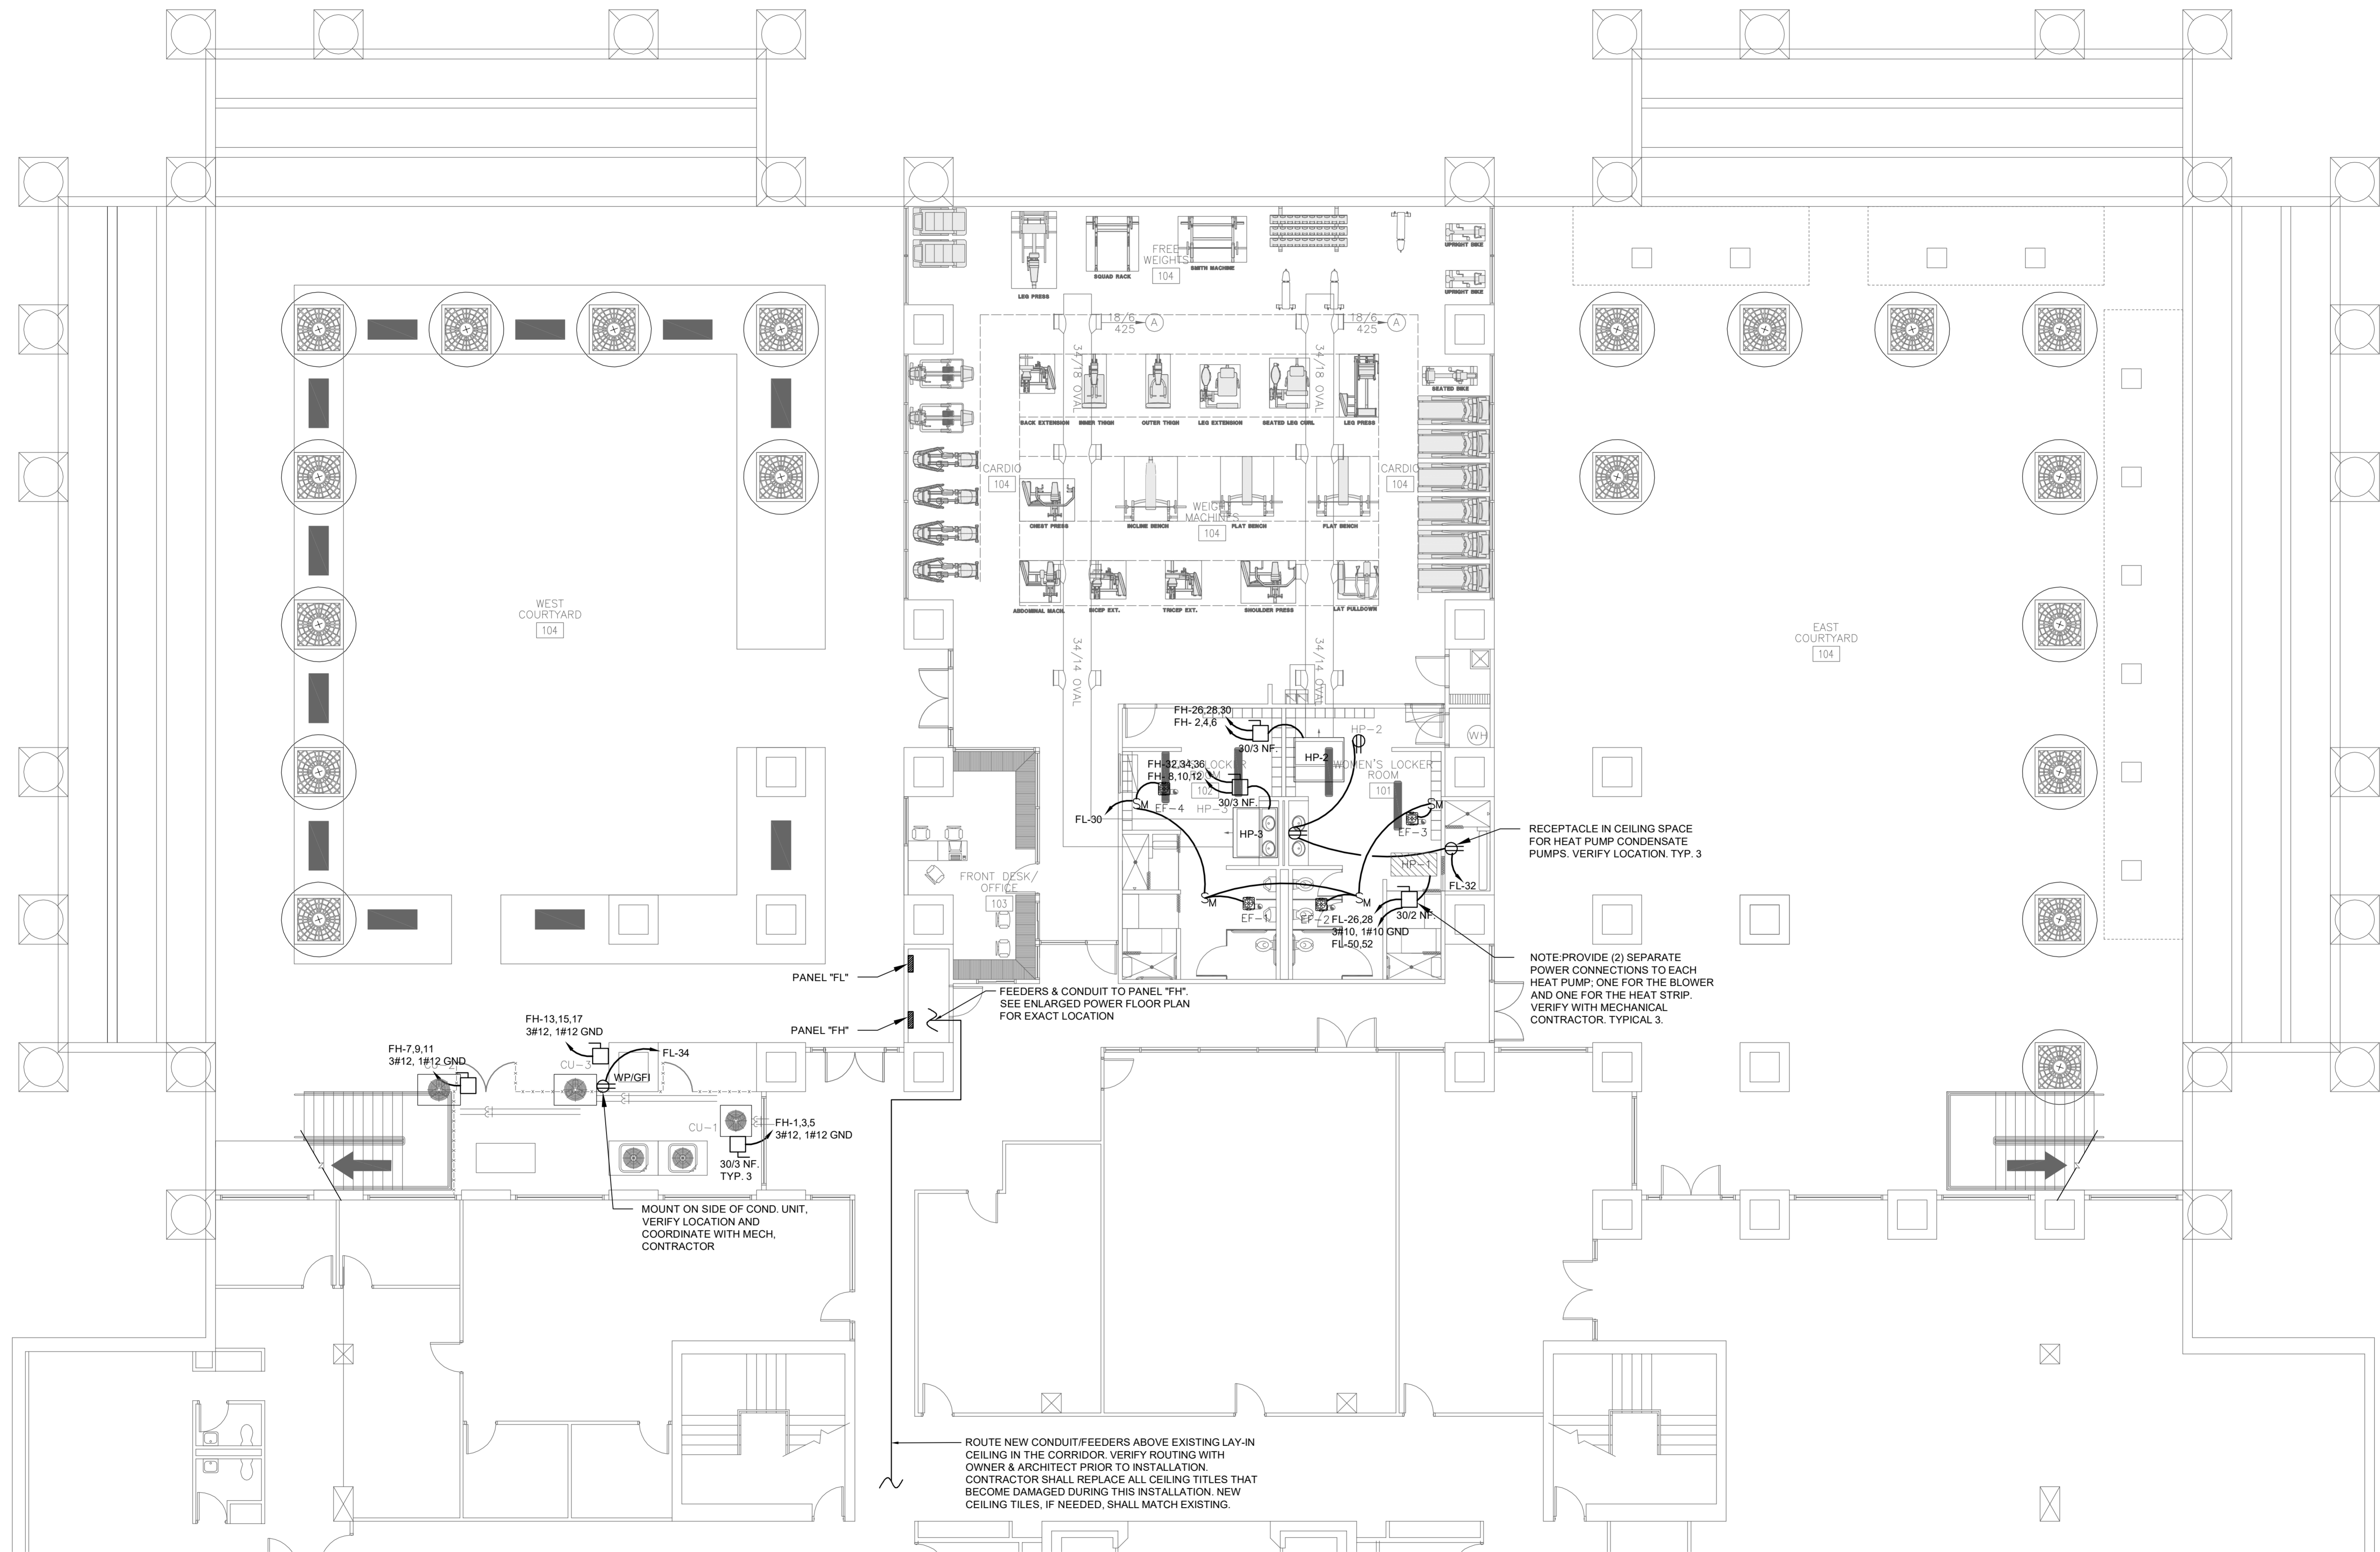 FREE
WEIGHTS
104
LEG PRESS
SQUAD RACK
SMITH MACHINE
UPRIGHT BIKE
UPRIGHT BIKE
18/6
425
A
18/6
425
A
34/18 OVAL
34/18 OVAL
SEATED BIKE
BACK EXTENSION
INNER THIGH
OUTER THIGH
LEG EXTENSION
SEATED LEG CURL
LEG PRESS
CARDIO
104
CARDIO
104
WEIGHT
MACHINES
104
CHEST PRESS
INCLINE BENCH
FLAT BENCH
FLAT BENCH
ABDOMINAL MACH.
BICEP EXT.
TRICEP EXT.
SHOULDER PRESS
LAT PULLDOWN
WEST
COURTYARD
104
EAST
COURTYARD
104
34/14 OVAL
34/14 OVAL
FH-26,28,30
FH- 2,4,6
30/3 NF.
HP-2
HP-2
WH
FH-32,34,36
FH- 8,10,12
LOCKER
ROOM
102
30/3 NF.
WOMEN'S LOCKER
ROOM
101
SM
EF-4
HP-3
HP-3
SM
EF-3
FL-30
RECEPTACLE IN CEILING SPACE
FOR HEAT PUMP CONDENSATE
PUMPS. VERIFY LOCATION. TYP. 3
HP-1
FL-32
FRONT DESK/
OFFICE
103
SM
EF-1
SM
EF-2
FL-26,28
3#10, 1#10 GND
FL-50,52
30/2 NF.
NOTE:PROVIDE (2) SEPARATE
POWER CONNECTIONS TO EACH
HEAT PUMP; ONE FOR THE BLOWER
AND ONE FOR THE HEAT STRIP.
VERIFY WITH MECHANICAL
CONTRACTOR. TYPICAL 3.
PANEL "FL"
FEEDERS & CONDUIT TO PANEL "FH".
SEE ENLARGED POWER FLOOR PLAN
FOR EXACT LOCATION
PANEL "FH"
FH-13,15,17
3#12, 1#12 GND
FH-7,9,11
3#12, 1#12 GND
CU-2
CU-3
FL-34
WP/GFI
CU-1
FH-1,3,5
3#12, 1#12 GND
30/3 NF.
TYP. 3
MOUNT ON SIDE OF COND. UNIT,
VERIFY LOCATION AND
COORDINATE WITH MECH,
CONTRACTOR
ROUTE NEW CONDUIT/FEEDERS ABOVE EXISTING LAY-IN
CEILING IN THE CORRIDOR. VERIFY ROUTING WITH
OWNER & ARCHITECT PRIOR TO INSTALLATION.
CONTRACTOR SHALL REPLACE ALL CEILING TITLES THAT
BECOME DAMAGED DURING THIS INSTALLATION. NEW
CEILING TILES, IF NEEDED, SHALL MATCH EXISTING.